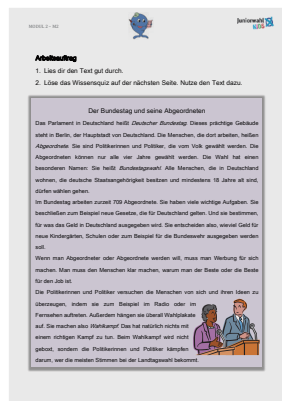 MODUL 2 – M2
Juniorwahl
KIDS
Arbeitsauftrag
1. Lies dir den Text gut durch.
2. Löse das Wissensquiz auf der nächsten Seite. Nutze den Text dazu.
Der Bundestag und seine Abgeordneten
Das Parlament in Deutschland heißt Deutscher Bundestag. Dieses prächtige Gebäude
steht in Berlin, der Hauptstadt von Deutschland. Die Menschen, die dort arbeiten, heißen
Abgeordnete. Sie sind Politikerinnen und Politiker, die vom Volk gewählt werden. Die
Abgeordneten können nur alle vier Jahre gewählt werden. Die Wahl hat einen
besonderen Namen: Sie heißt Bundestagswahl. Alle Menschen, die in Deutschland
wohnen, die deutsche Staatsangehörigkeit besitzen und mindestens 18 Jahre alt sind,
dürfen wählen gehen.
Im Bundestag arbeiten zurzeit 709 Abgeordnete. Sie haben viele wichtige Aufgaben. Sie
beschließen zum Beispiel neue Gesetze, die für Deutschland gelten. Und sie bestimmen,
für was das Geld in Deutschland ausgegeben wird. Sie entscheiden also, wieviel Geld für
neue Kindergärten, Schulen oder zum Beispiel für die Bundeswehr ausgegeben werden
soll.
Wenn man Abgeordneter oder Abgeordnete werden will, muss man Werbung für sich
machen. Man muss den Menschen klar machen, warum man der Beste oder die Beste
für den Job ist.
Die Politikerinnen und Politiker versuchen die Menschen von sich und ihren Ideen zu
überzeugen, indem sie zum Beispiel im Radio oder im
Fernsehen auftreten. Außerdem hängen sie überall Wahlplakate
auf. Sie machen also Wahlkampf. Das hat natürlich nichts mit
einem richtigen Kampf zu tun. Beim Wahlkampf wird nicht
geboxt, sondern die Politikerinnen und Politiker kämpfen
darum, wer die meisten Stimmen bei der Landtagswahl bekommt.